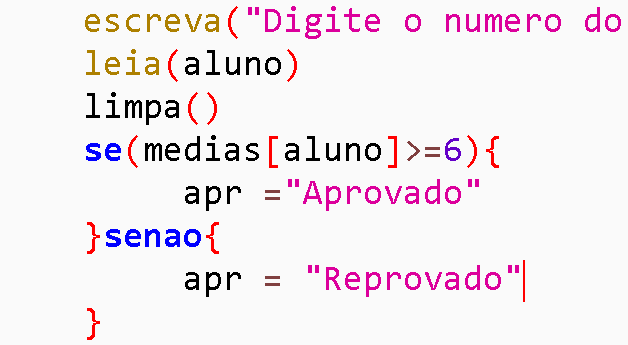 escreva("Digite o numero do
leia(aluno)
limpa()
se(medias[aluno]>=6){
apr ="Aprovado"
}senao{
apr = "Reprovado"
}